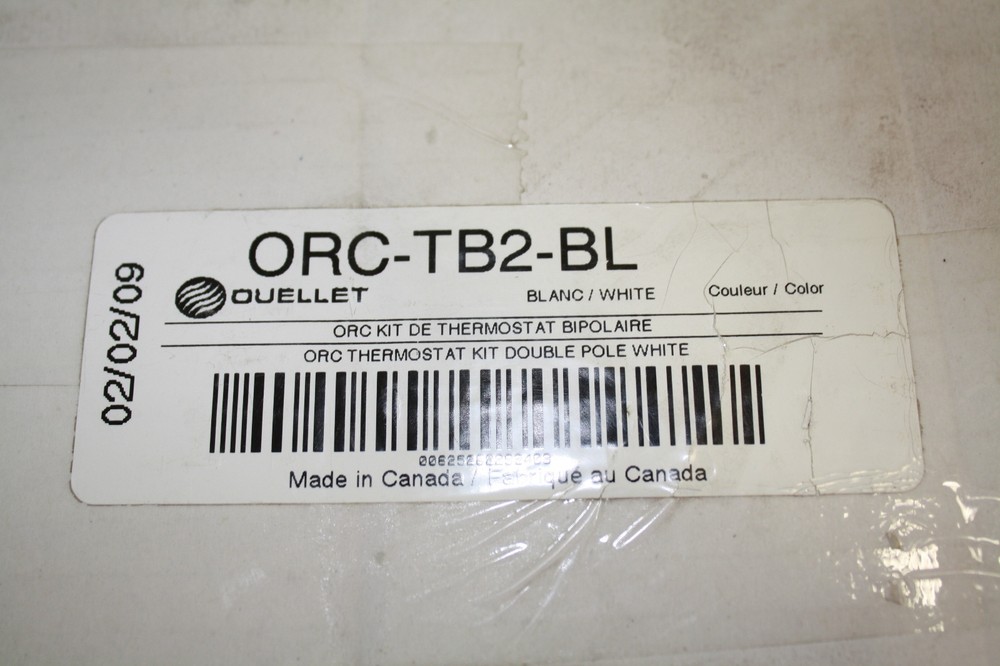 ORC-TB2-BL
OUELLET
BLANC / WHITE
Couleur / Color
02/02/09
ORC KIT DE THERMOSTAT BIPOLAIRE
ORC THERMOSTAT KIT DOUBLE POLE WHITE
Made in Canada / Fabriqué au Canada